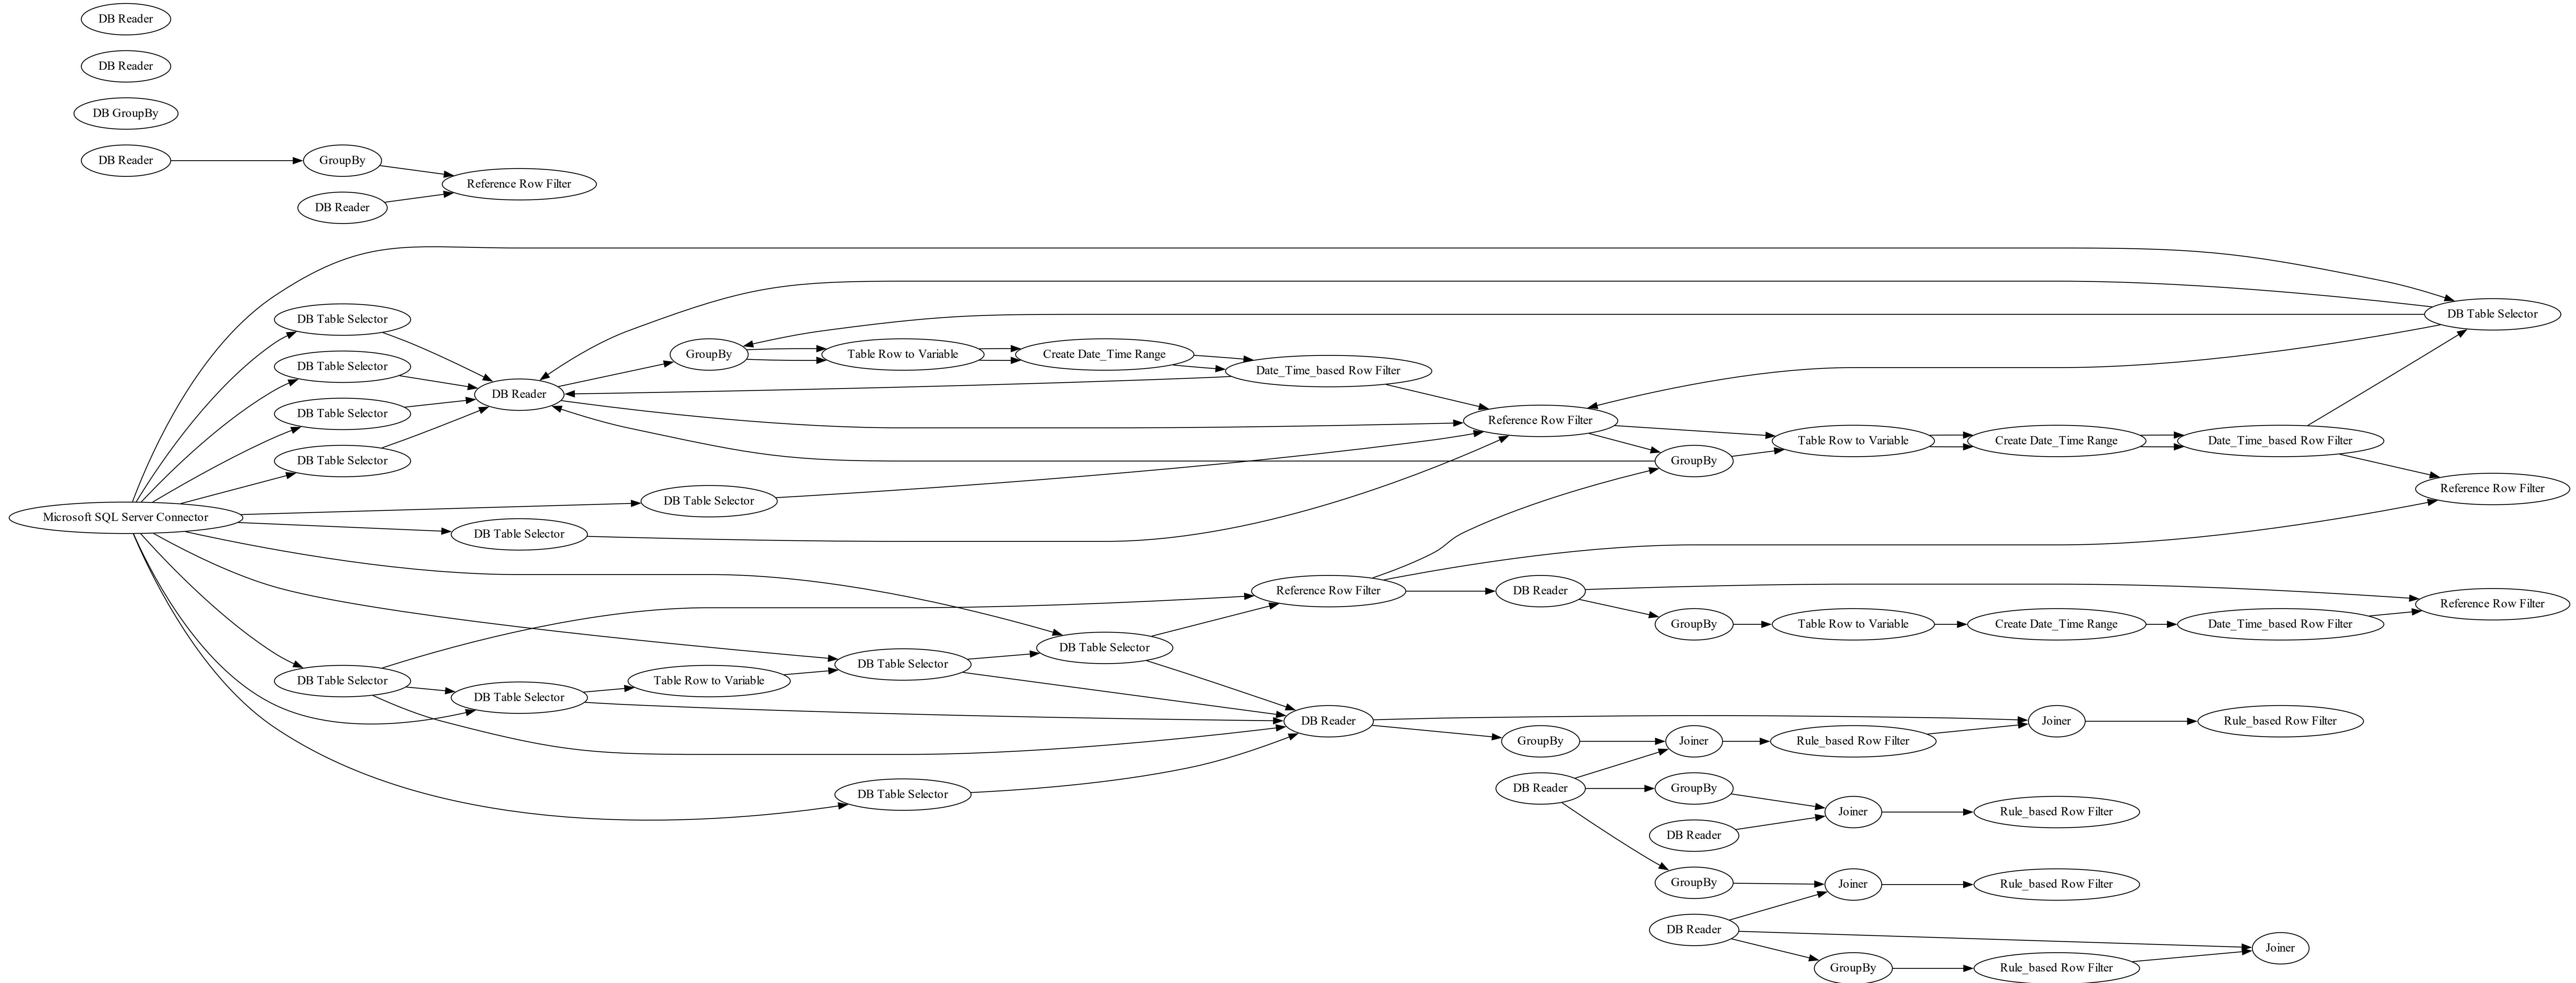 DB Reader
DB Reader
DB GroupBy
DB Reader
GroupBy
Reference Row Filter
DB Reader
DB Table Selector
DB Table Selector
DB Table Selector
DB Table Selector
Microsoft SQL Server Connector
DB Reader
GroupBy
Table Row to Variable
Create Date_Time Range
Date_Time_based Row Filter
DB Table Selector
Reference Row Filter
Table Row to Variable
Create Date_Time Range
Date_Time_based Row Filter
GroupBy
Reference Row Filter
DB Table Selector
DB Table Selector
Reference Row Filter
DB Reader
Reference Row Filter
GroupBy
Table Row to Variable
Create Date_Time Range
Date_Time_based Row Filter
DB Table Selector
DB Table Selector
DB Table Selector
Table Row to Variable
DB Table Selector
DB Reader
Joiner
Rule_based Row Filter
GroupBy
Joiner
Rule_based Row Filter
DB Table Selector
DB Reader
GroupBy
Joiner
Rule_based Row Filter
DB Reader
GroupBy
Joiner
Rule_based Row Filter
DB Reader
Joiner
GroupBy
Rule_based Row Filter